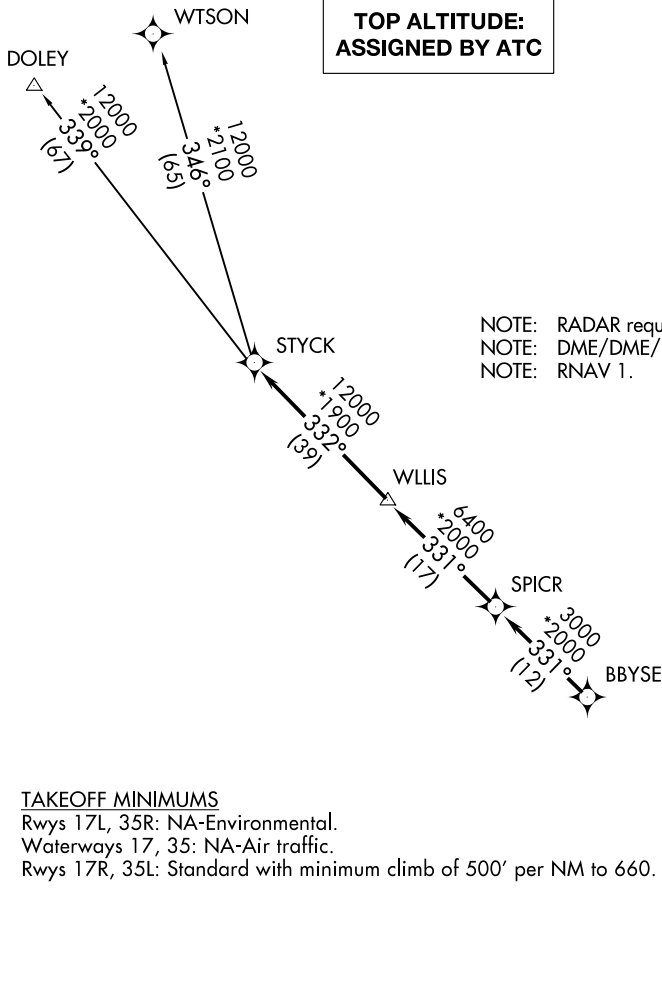 WTSON
TOP ALTITUDE:
ASSIGNED BY ATC
DOLEY
12000
*2000
339°
(67)
12000
*2100
346°
(65)
STYCK
NOTE: RADAR requ
NOTE: DME/DME/
NOTE: RNAV 1.
12000
*1900
332°
(39)
WLLIS
6400
*2000
331°
(17)
SPICR
3000
*2000
331°
(12)
BBYSE
TAKEOFF MINIMUMS
Rwys 17L, 35R: NA-Environmental.
Waterways 17, 35: NA-Air traffic.
Rwys 17R, 35L: Standard with minimum climb of 500' per NM to 660.